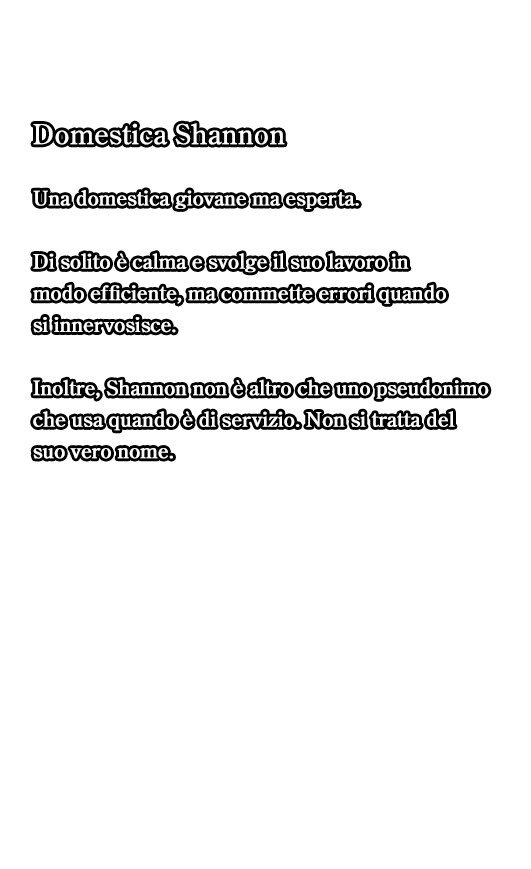 Domestica Shannon
Una domestica giovane ma esperta.
Di solito è calma e svolge il suo lavoro in
modo efficiente, ma commette errori quando
si innervosisce.
Inoltre, Shannon non è altro che uno pseudonimo
che usa quando è di servizio. Non si tratta del
suo vero nome.